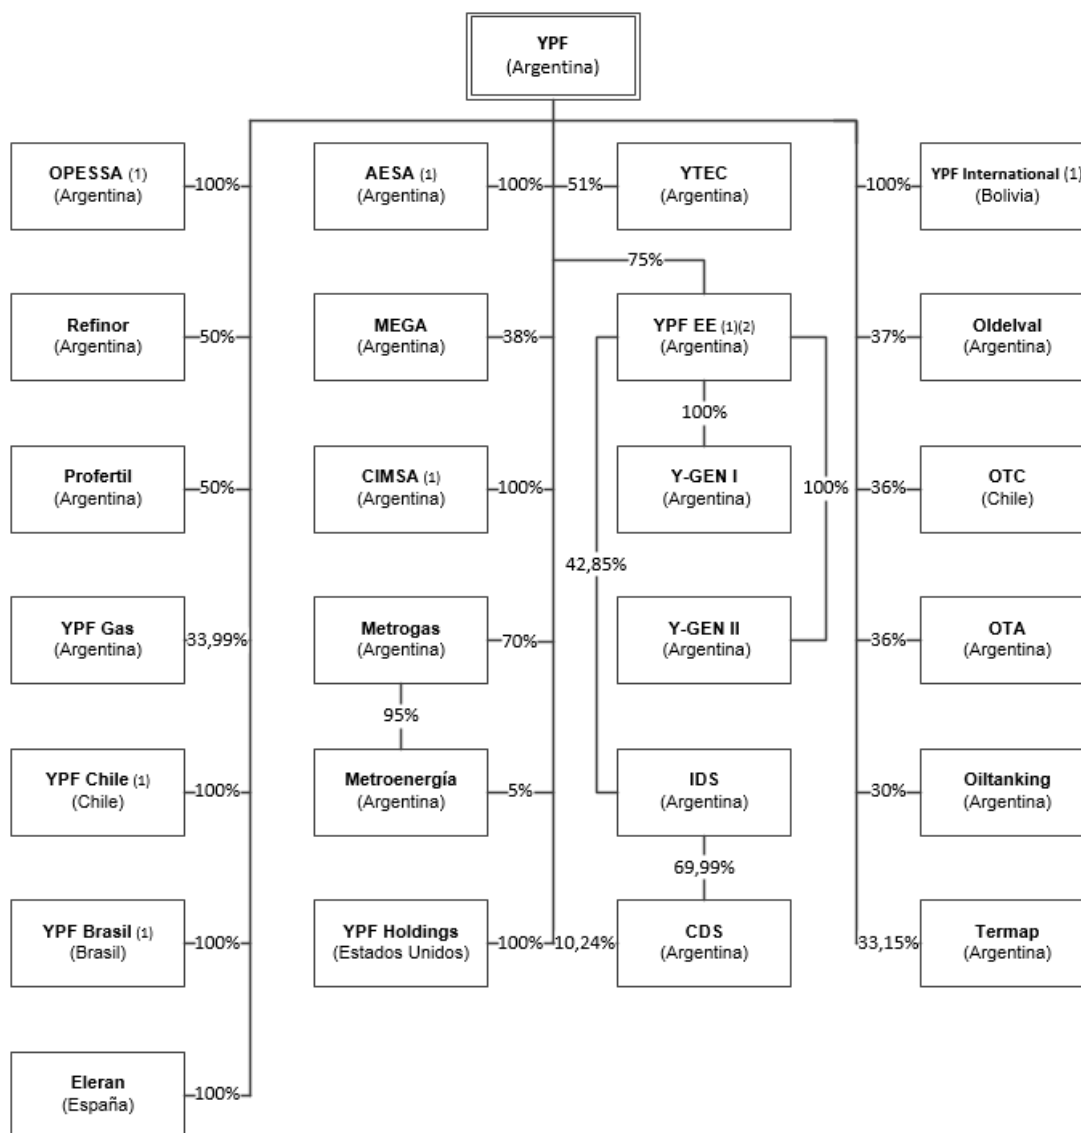 YPF
(Argentina)
OPESSA (1)
(Argentina)
100%
AESA (1)
(Argentina)
100%
51%
YTEC
(Argentina)
100%
YPF International (1)
(Bolivia)
75%
Refinor
(Argentina)
50%
MEGA
(Argentina)
38%
YPF EE (1)(2)
(Argentina)
37%
Oldelval
(Argentina)
100%
Profertil
(Argentina)
50%
CIMSA (1)
(Argentina)
100%
Y-GEN I
(Argentina)
100%
36%
OTC
(Chile)
42,85%
YPF Gas
(Argentina)
33,99%
Metrogas
(Argentina)
70%
Y-GEN II
(Argentina)
36%
OTA
(Argentina)
95%
YPF Chile (1)
(Chile)
100%
Metroenergía
(Argentina)
5%
IDS
(Argentina)
30%
Oiltanking
(Argentina)
69,99%
YPF Brasil (1)
(Brasil)
100%
YPF Holdings
(Estados Unidos)
100%
10,24%
CDS
(Argentina)
33,15%
Termap
(Argentina)
Eleran
(España)
100%